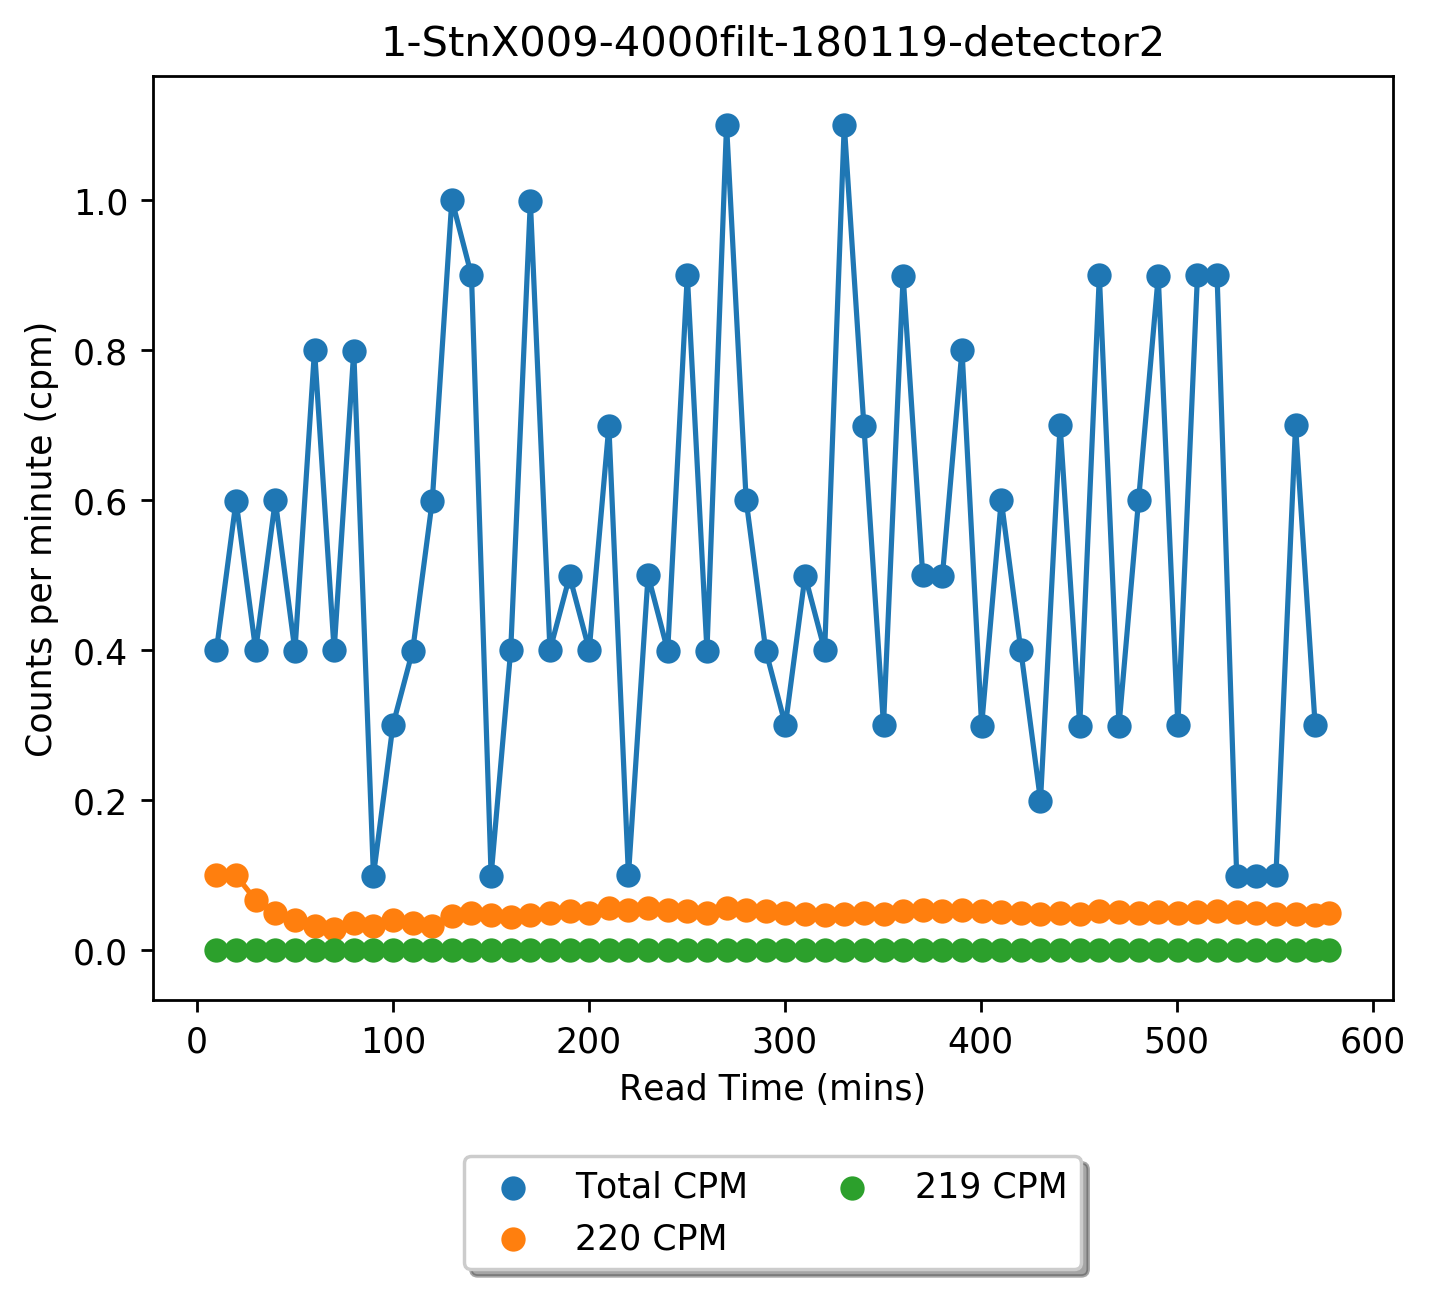 1-StnX009-4000filt-180119-detector2
Counts per minute (cpm)
1.0
0.8
0.6
0.4
0.2
0.0
0 100 200 300 400 500 600
Read Time (mins)
Total CPM 219 CPM
220 CPM